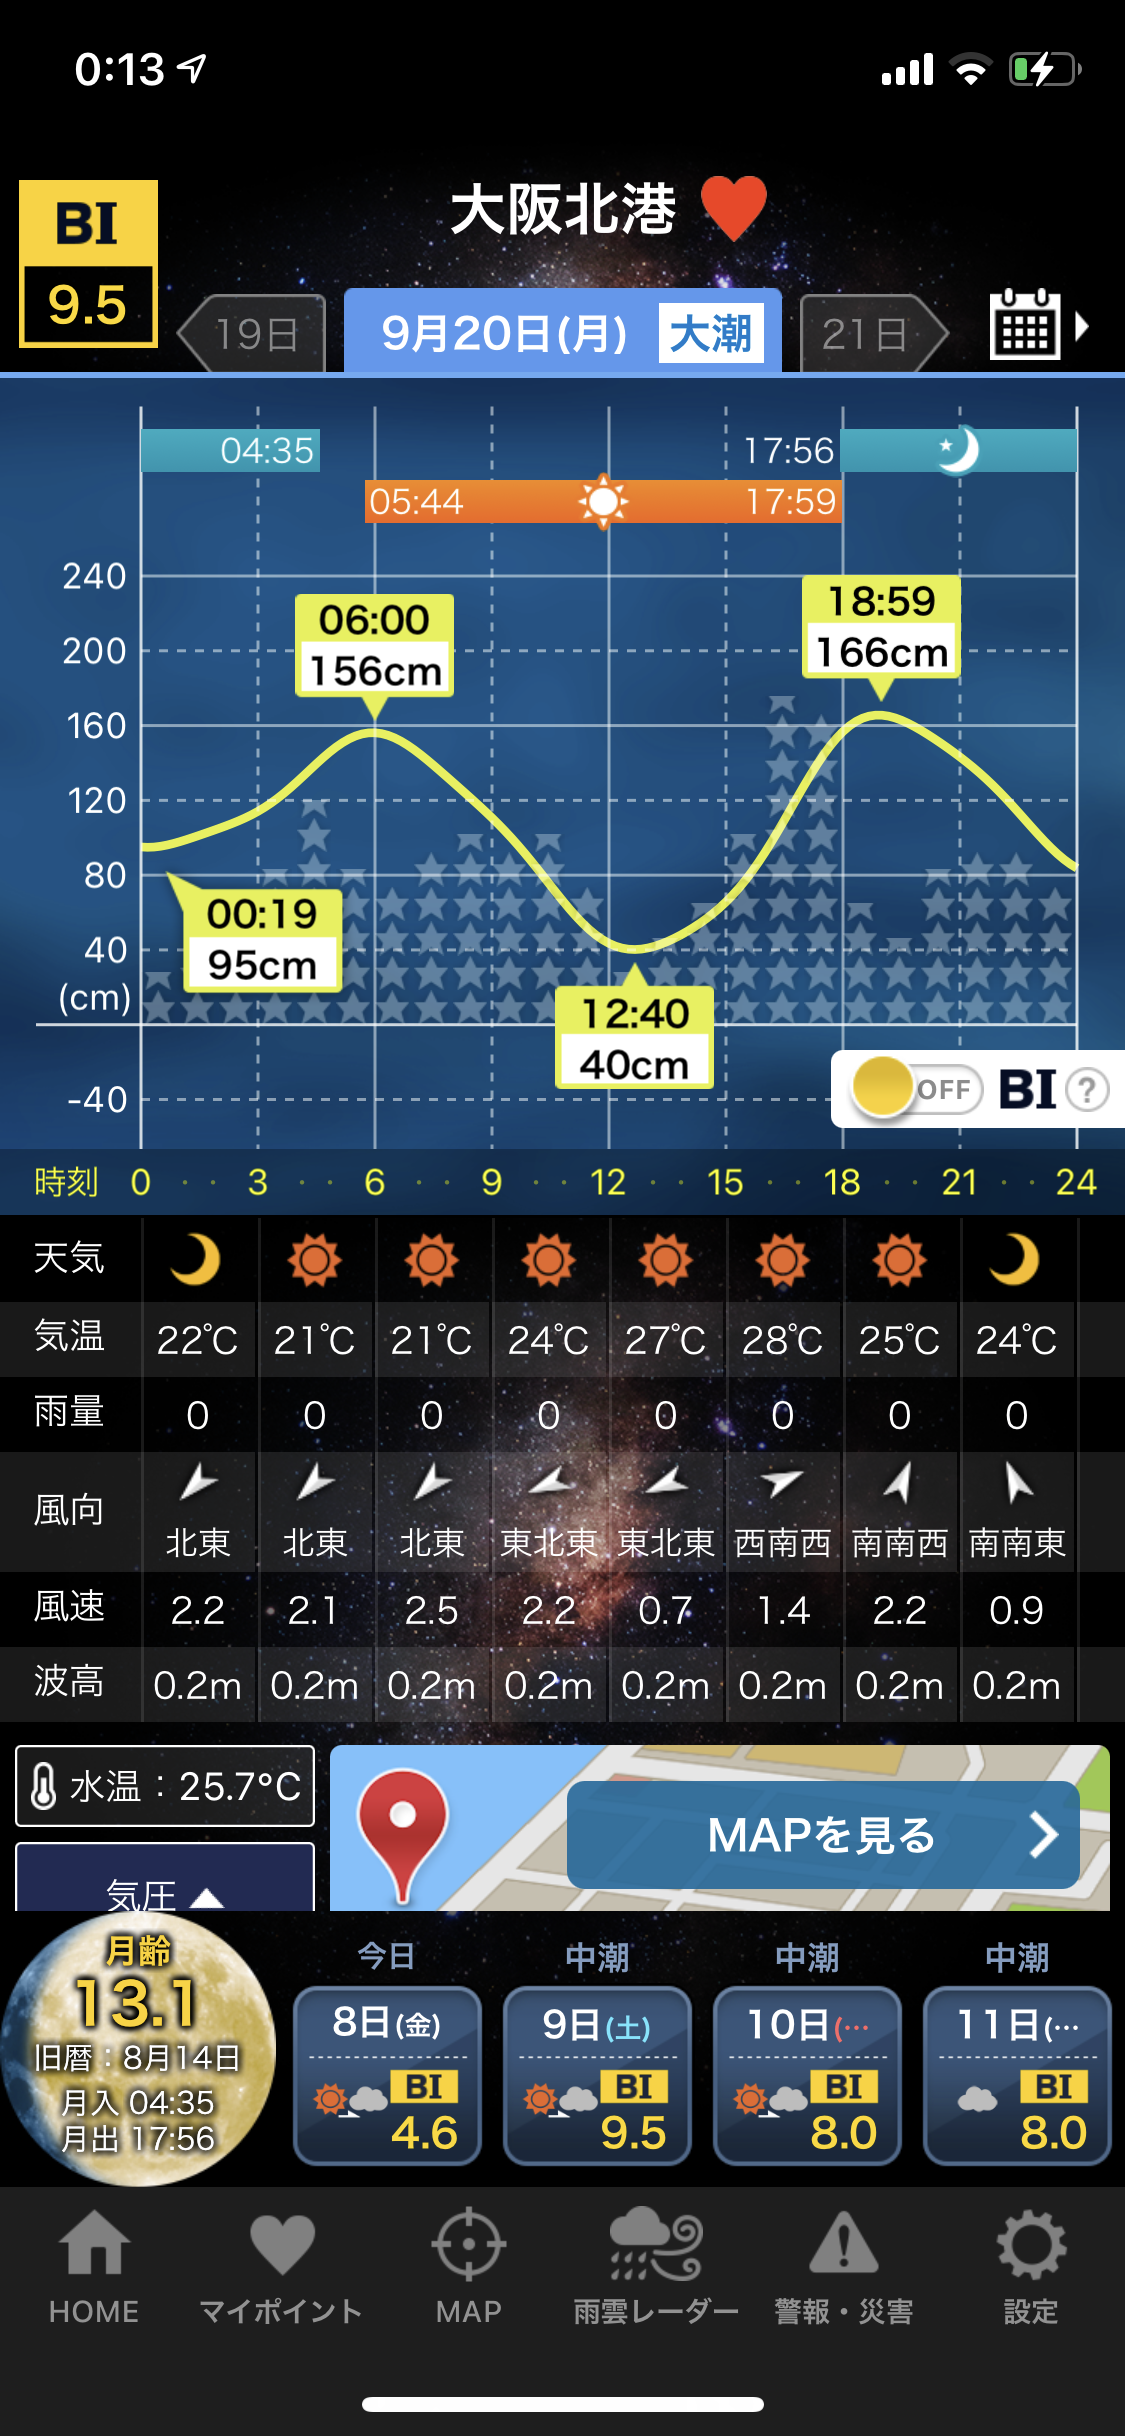 0:13
BI
9.5
大阪北港
19日
9月20日(月) 大潮
21日
04:35
17:56
05:44
17:59
240
200
160
120
80
40
(cm)
-40
06:00
156cm
18:59
166cm
00:19
95cm
12:40
40cm
OFF BI ?
時刻 0 · · 3 · · 6 · · 9 · · 12 · · 15 · · 18 · · 21 · · 24
天気
気温 22℃ 21℃ 21℃ 24℃ 27℃ 28℃ 25℃ 24℃
雨量 0 0 0 0 0 0 0 0
風向 北東 北東 北東 東北東 東北東 西南西 南南西 南南東
風速 2.2 2.1 2.5 2.2 0.7 1.4 2.2 0.9
波高 0.2m 0.2m 0.2m 0.2m 0.2m 0.2m 0.2m 0.2m
水温：25.7°C
MAPを見る
気圧
月齢
13.1
旧暦：8月14日
月入 04:35
月出 17:56
今日
8日(金)
BI
4.6
中潮
9日(土)
BI
9.5
中潮
10日(…
BI
8.0
中潮
11日(…
BI
8.0
HOME マイポイント MAP 雨雲レーダー 警報・災害 設定